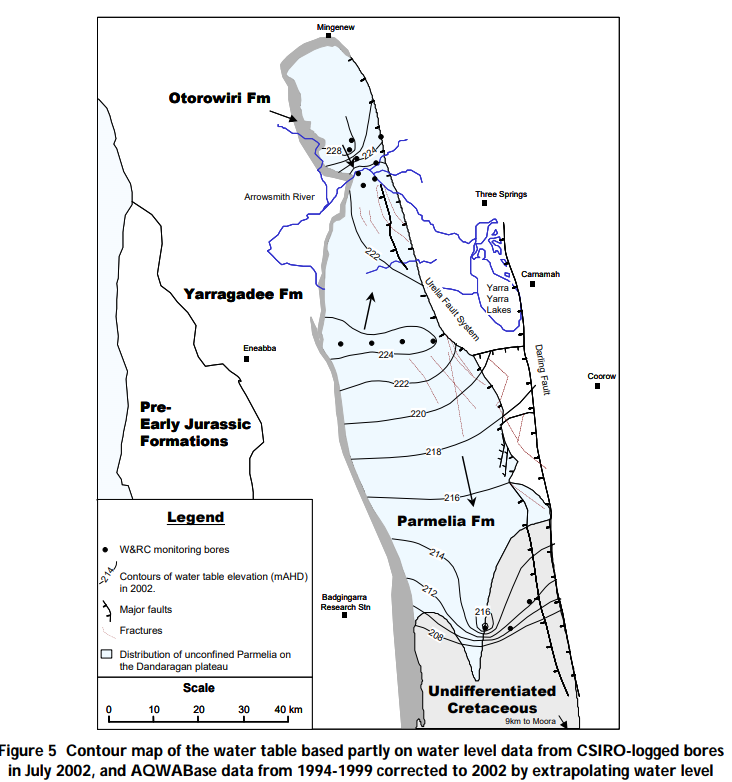 Mingenew
Otorowiri Fm
228
224
Arrowsmith River
Three Springs
222
Carnamah
Yarragadee Fm
Yarra
Yarra
Lakes
Urella Fault System
Eneabba
224
Darling Fault
Coorow
222
Pre-
Early Jurassic
Formations
220
218
216
Legend
Parmelia Fm
W&RC monitoring bores
214
214
Contours of water table elevation (mAHD)
in 2002.
212
Major faults
Badgingarra
Research Stn
216
Fractures
208
Distribution of unconfined Parmelia on
the Dandaragan plateau
Scale
0 10 20 30 40 km
Undifferentiated
Cretaceous
9km to Moora
Figure 5 Contour map of the water table based partly on water level data from CSIRO-logged bores
in July 2002, and AQWABase data from 1994-1999 corrected to 2002 by extrapolating water level